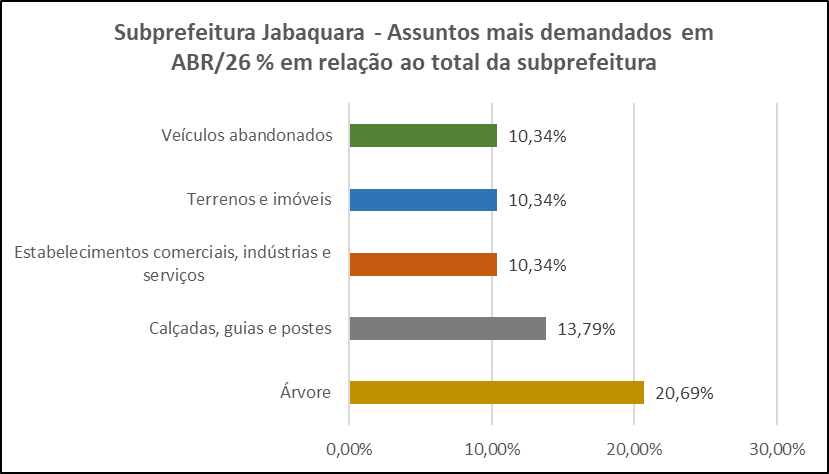 Subprefeitura Jabaquara - Assuntos mais demandados em
ABR/26 % em relação ao total da subprefeitura
Veículos abandonados
10,34%
Terrenos e imóveis
10,34%
Estabelecimentos comerciais, indústrias e
serviços
10,34%
Calçadas, guias e postes
13,79%
Árvore
20,69%
0,00%
10,00%
20,00%
30,00%